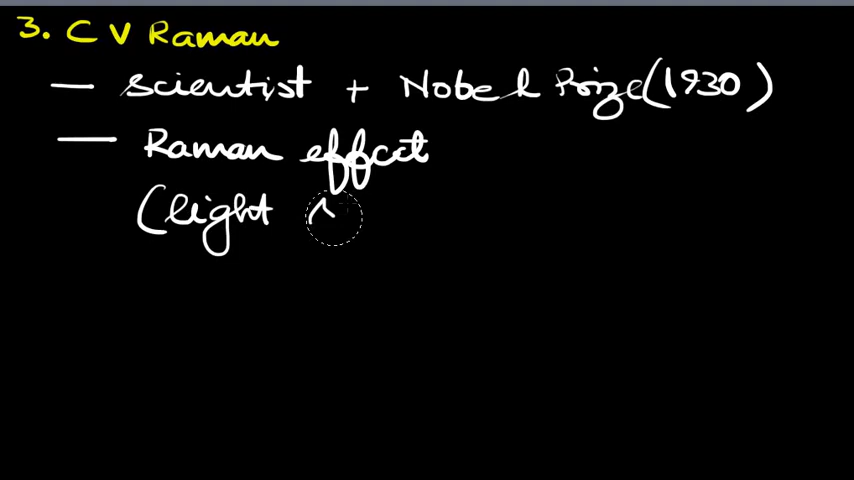 3. C V Raman
— Scientist + Nobel Prize (1930)
— Raman effect
(light